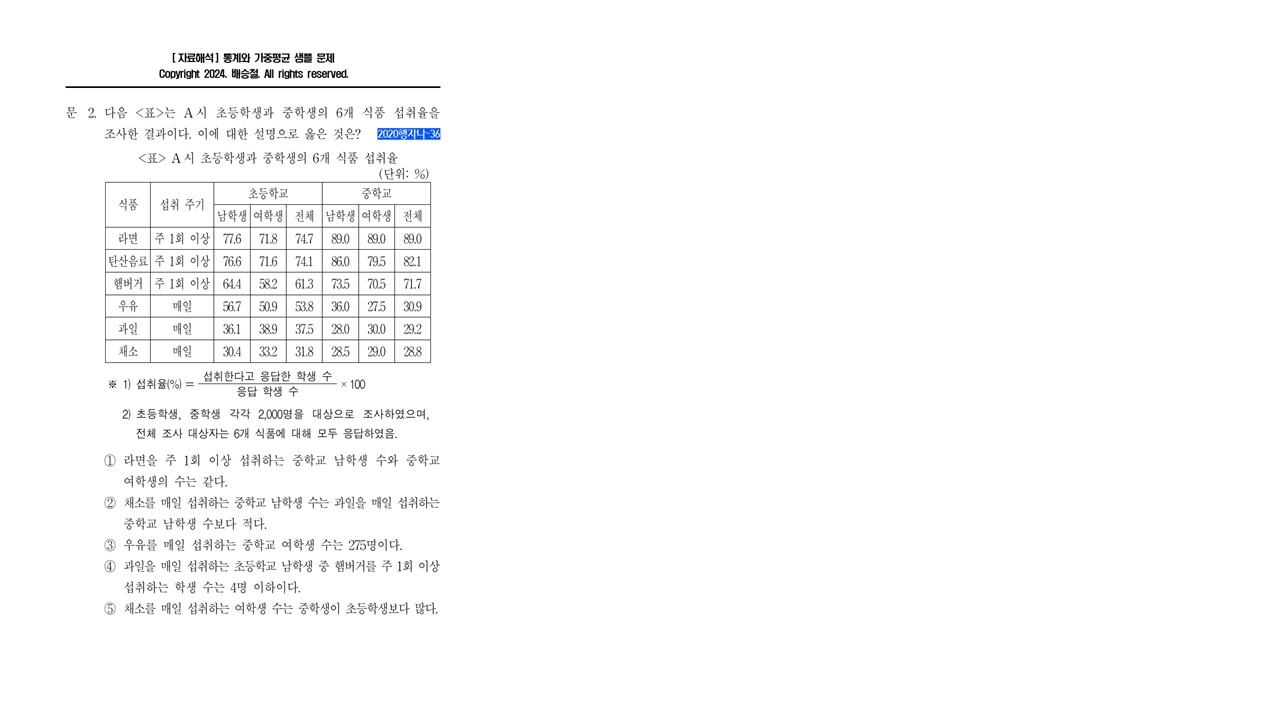 [자료해석] 통계와 가중평균 샘플 문제
Copyright 2024. 배승철. All rights reserved.
문 2. 다음 <표>는 A시 초등학생과 중학생의 6개 식품 섭취율을
조사한 결과이다. 이에 대한 설명으로 옳은 것은? 2020행자나-36
<표> A시 초등학생과 중학생의 6개 식품 섭취율
(단위: %)
식품 섭취 주기 초등학교 중학교
남학생 여학생 전체 남학생 여학생 전체
라면 주 1회 이상 77.6 71.8 74.7 89.0 89.0 89.0
탄산음료 주 1회 이상 76.6 71.6 74.1 86.0 79.5 82.1
햄버거 주 1회 이상 64.4 58.2 61.3 73.5 70.5 71.7
우유 매일 56.7 50.9 53.8 36.0 27.5 30.9
과일 매일 36.1 38.9 37.5 28.0 30.0 29.2
채소 매일 30.4 33.2 31.8 28.5 29.0 28.8
※ 1) 섭취율(%) = 섭취한다고 응답한 학생 수 / 응답 학생 수 × 100
2) 초등학생, 중학생 각각 2,000명을 대상으로 조사하였으며,
전체 조사 대상자는 6개 식품에 대해 모두 응답하였음.
① 라면을 주 1회 이상 섭취하는 중학교 남학생 수와 중학교
여학생의 수는 같다.
② 채소를 매일 섭취하는 중학교 남학생 수는 과일을 매일 섭취하는
중학교 남학생 수보다 적다.
③ 우유를 매일 섭취하는 중학교 여학생 수는 275명이다.
④ 과일을 매일 섭취하는 초등학교 남학생 중 햄버거를 주 1회 이상
섭취하는 학생 수는 4명 이하이다.
⑤ 채소를 매일 섭취하는 여학생 수는 중학생이 초등학생보다 많다.